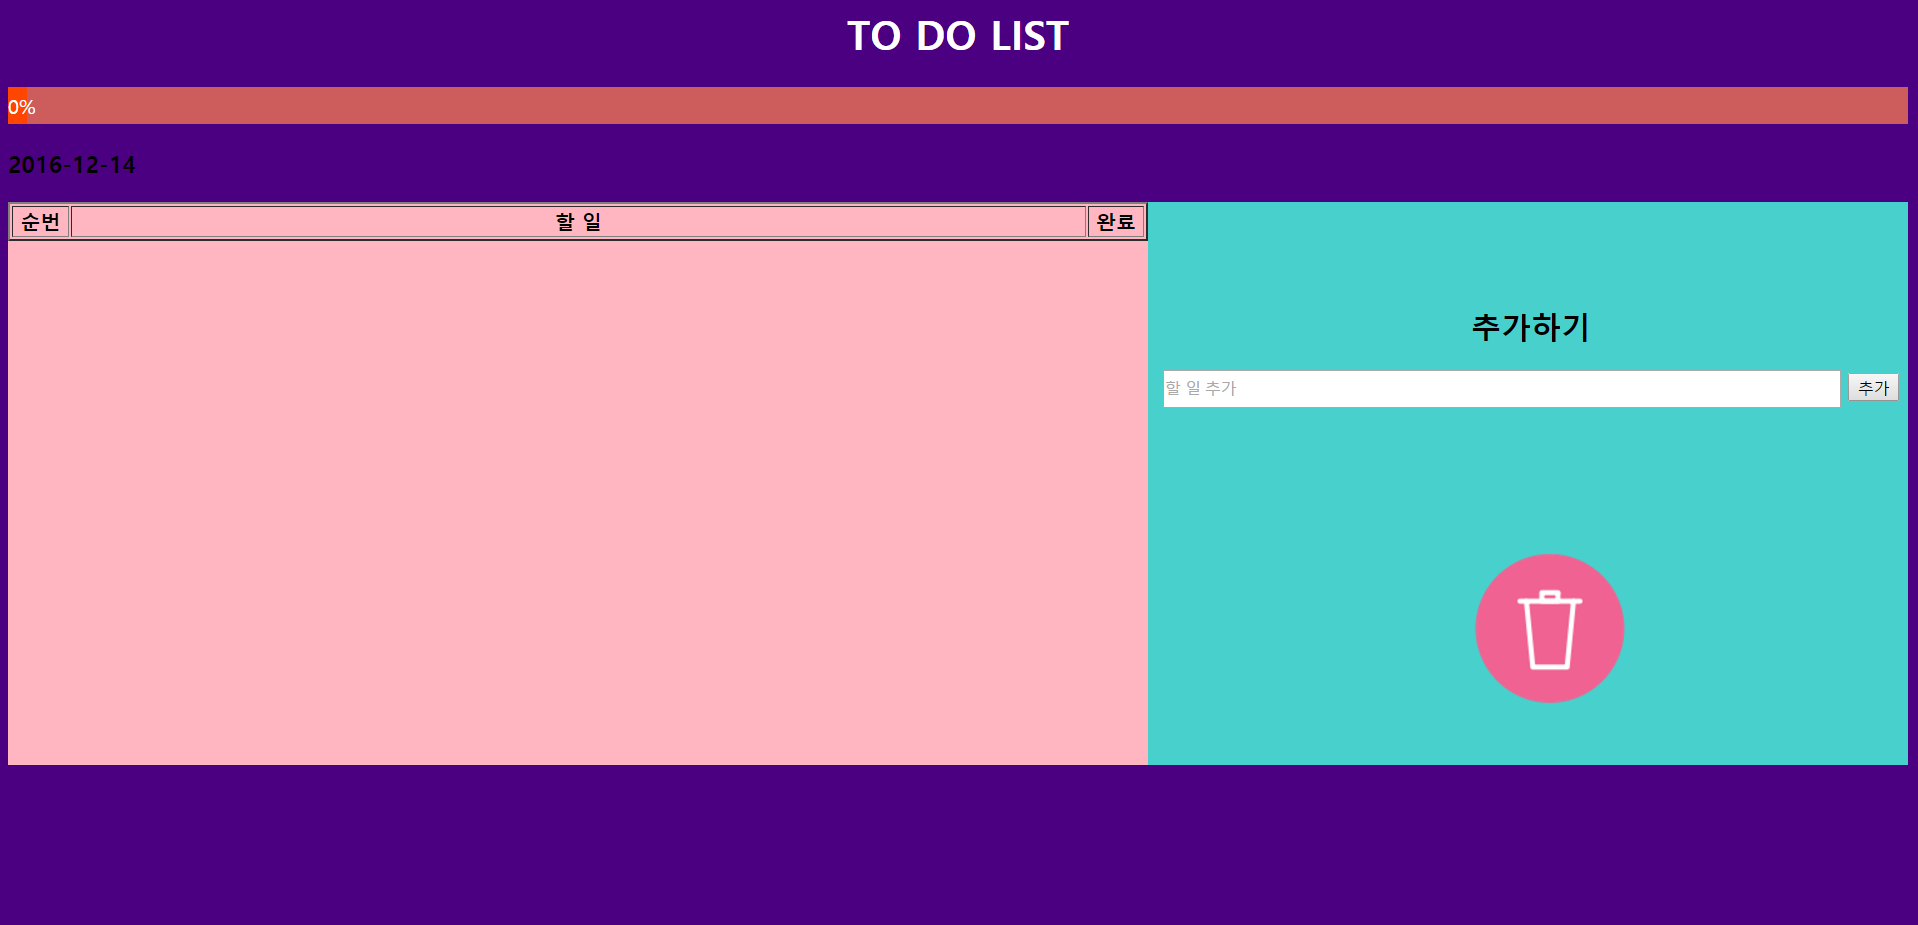 TO DO LIST
0%
2016-12-14
순번 할 일 완료
추가하기
할 일 추가 추가